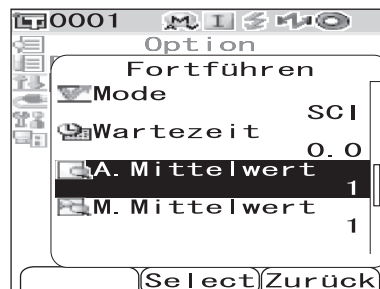 0001 M I
Option
Fortführen
Mode
SCI
Wartezeit
0.0
A.Mittelwert
1
M.Mittelwert
1
Select Zurück